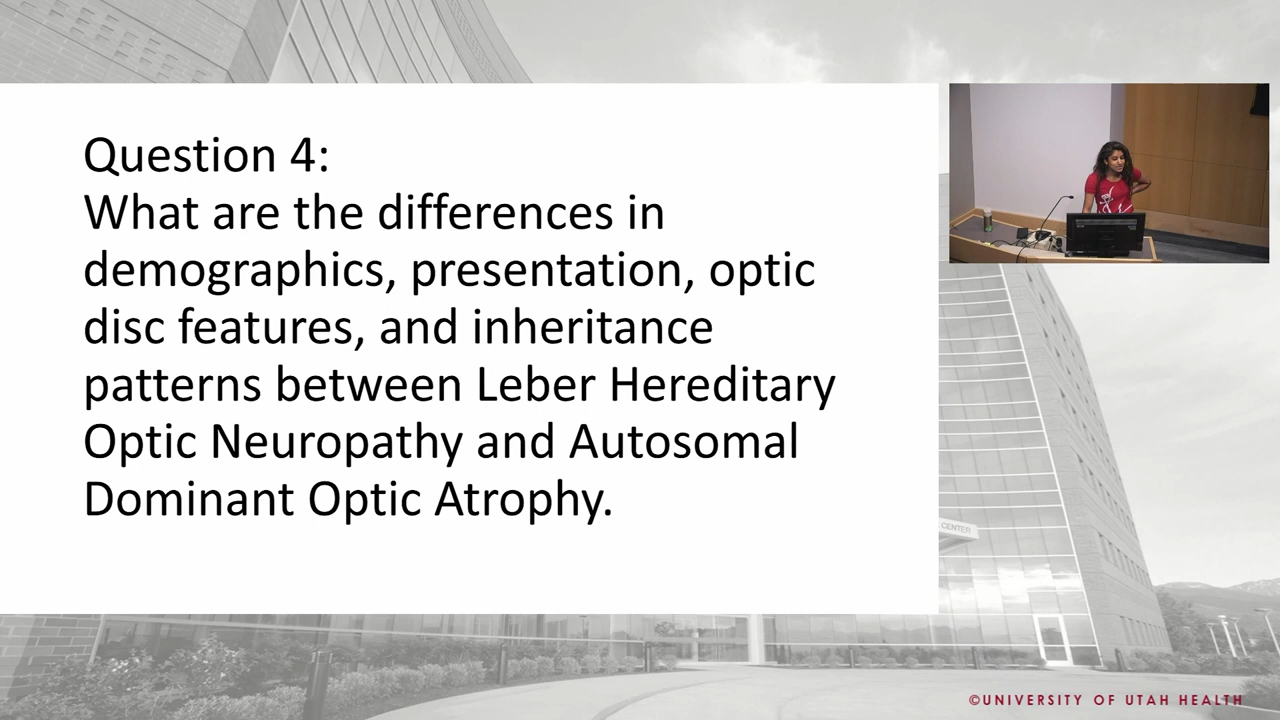 Question 4:
What are the differences in
demographics, presentation, optic
disc features, and inheritance
patterns between Leber Hereditary
Optic Neuropathy and Autosomal
Dominant Optic Atrophy.
CENTER
©UNIVERSITY OF UTAH HEALTH